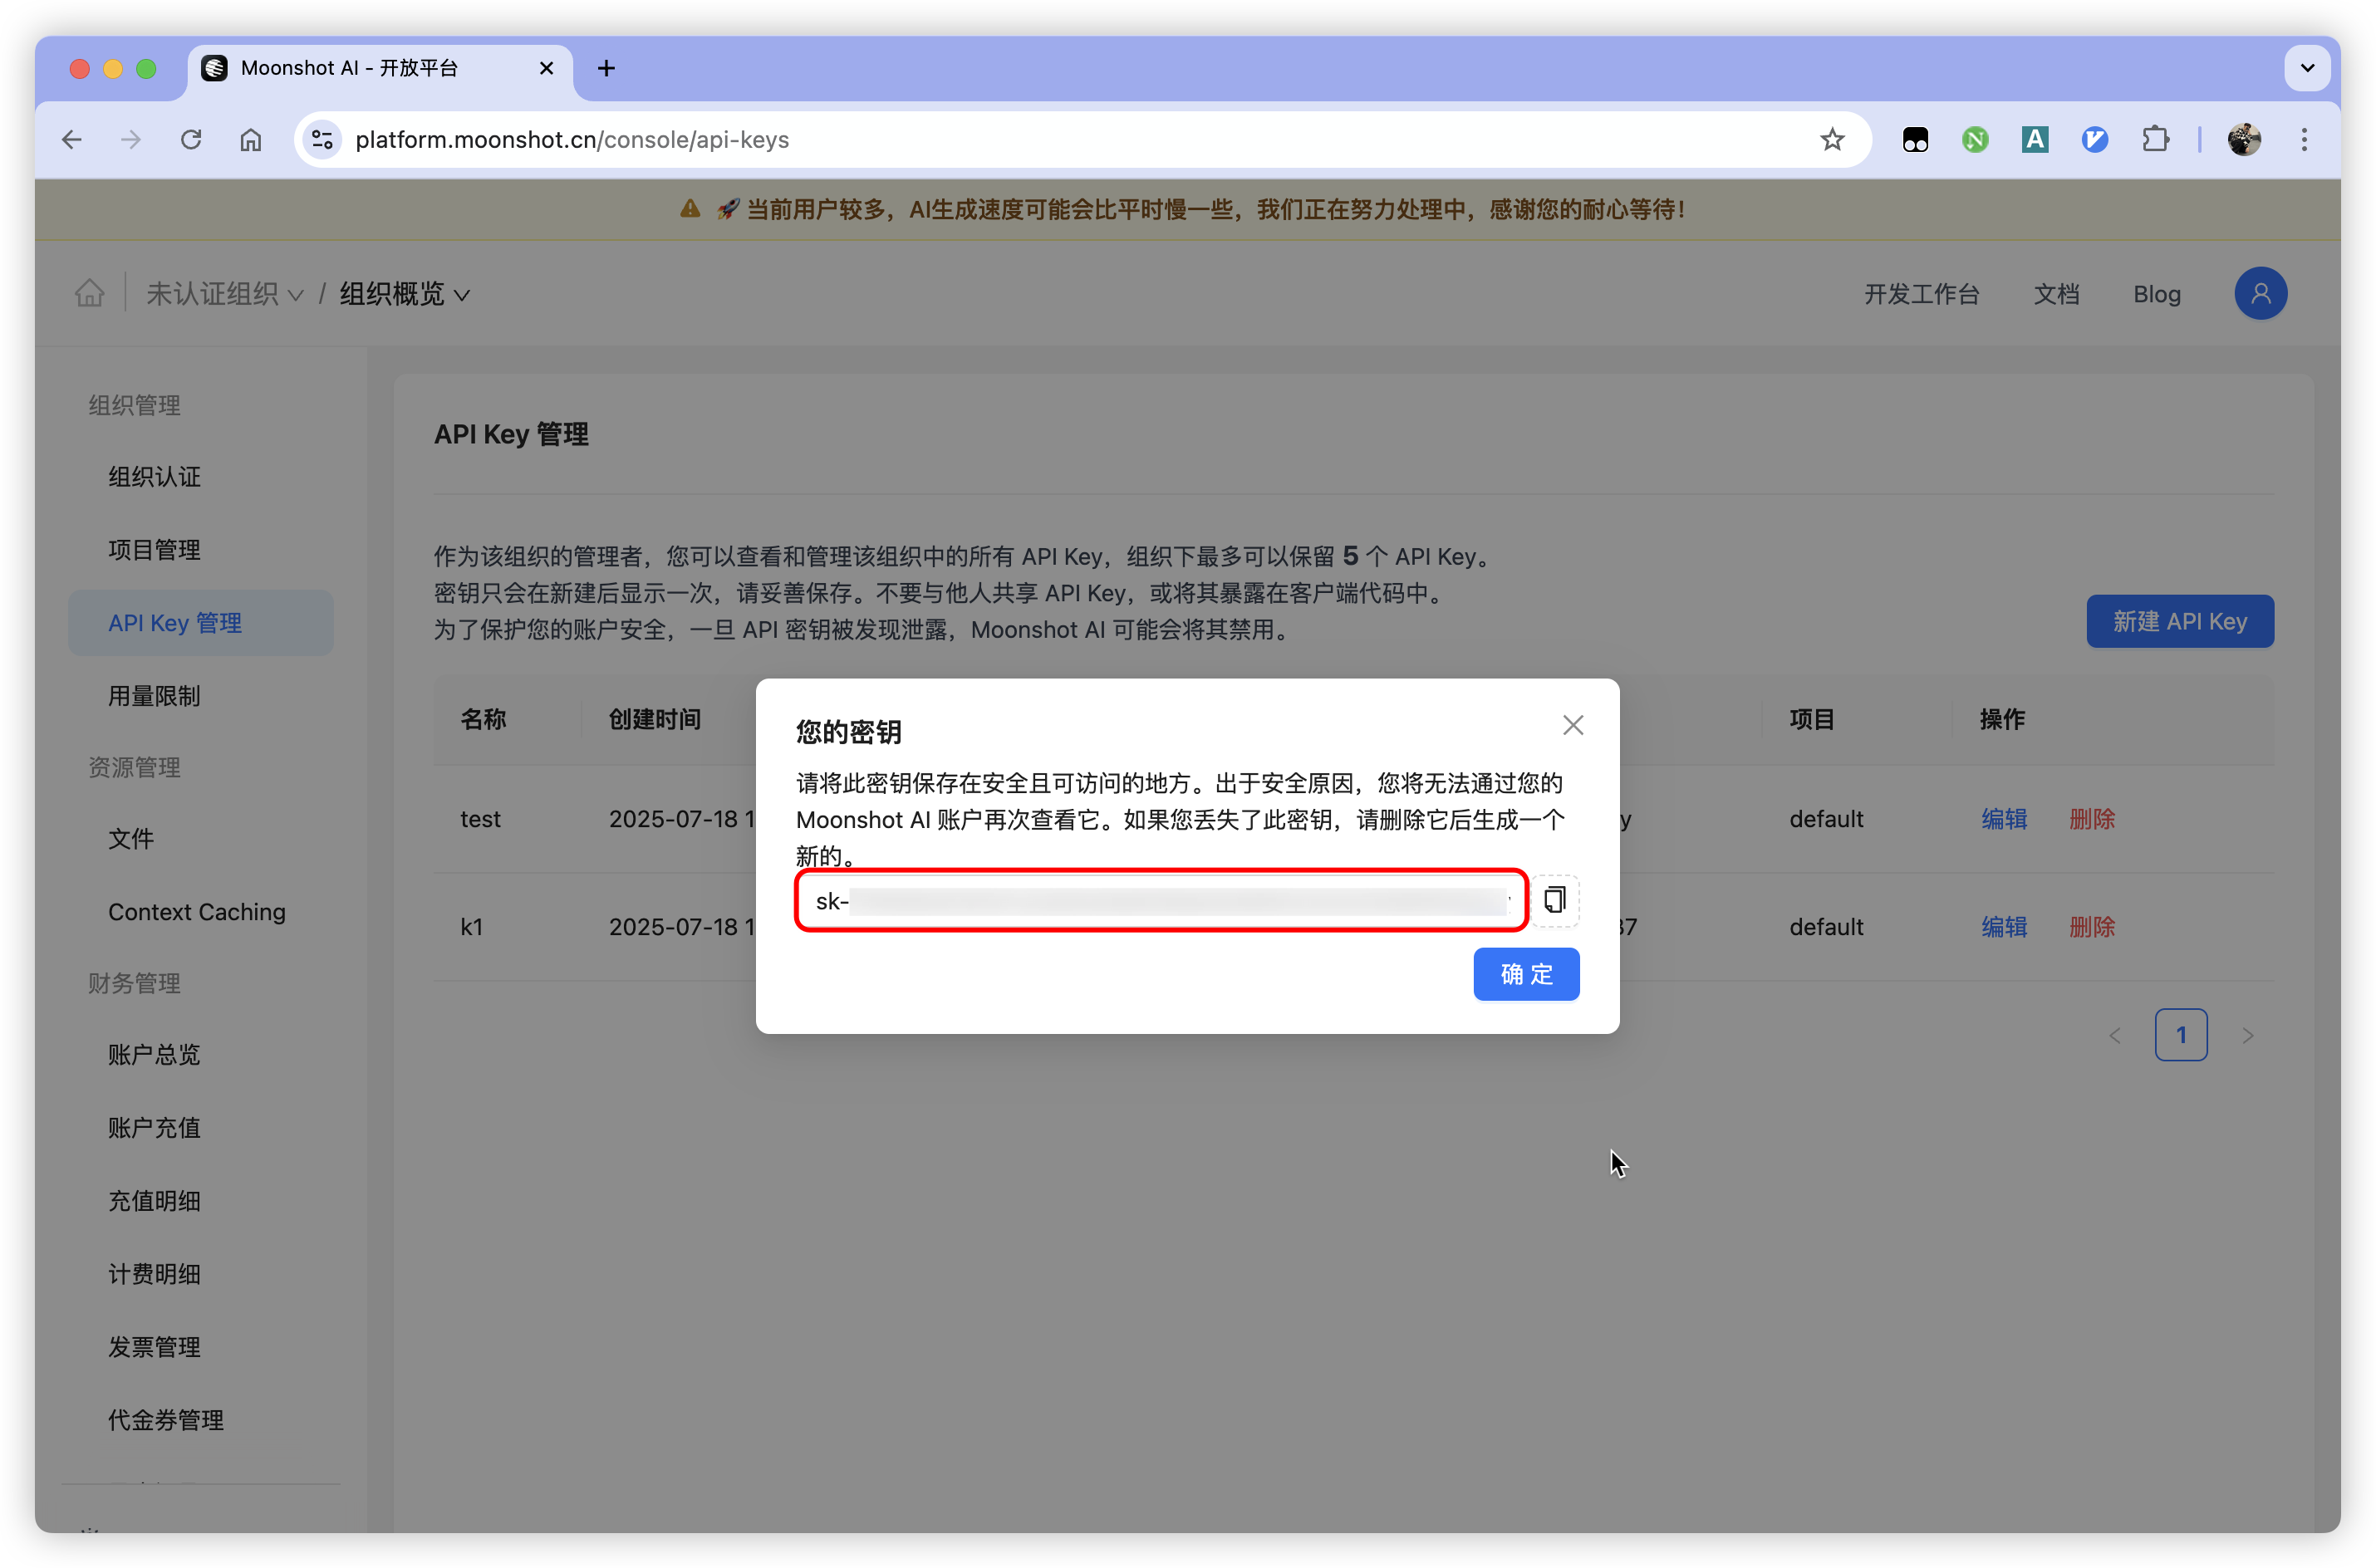 Moonshot AI - 开放平台
platform.moonshot.cn/console/api-keys
🚀 当前用户较多，AI生成速度可能会比平时慢一些，我们正在努力处理中，感谢您的耐心等待！
未认证组织 / 组织概览
开发工作台 文档 Blog
组织管理
组织认证
项目管理
API Key 管理
用量限制
资源管理
文件
Context Caching
财务管理
账户总览
账户充值
充值明细
计费明细
发票管理
代金券管理
API Key 管理
作为该组织的管理者，您可以查看和管理该组织中的所有 API Key，组织下最多可以保留 5 个 API Key。
密钥只会在新建后显示一次，请妥善保存。不要与他人共享 API Key，或将其暴露在客户端代码中。
为了保护您的账户安全，一旦 API 密钥被发现泄露，Moonshot AI 可能会将其禁用。
新建 API Key
名称 创建时间 项目 操作
test 2025-07-18 1 y default 编辑 删除
k1 2025-07-18 1 37 default 编辑 删除
1
您的密钥
请将此密钥保存在安全且可访问的地方。出于安全原因，您将无法通过您的
Moonshot AI 账户再次查看它。如果您丢失了此密钥，请删除它后生成一个
新的。
sk-
确 定